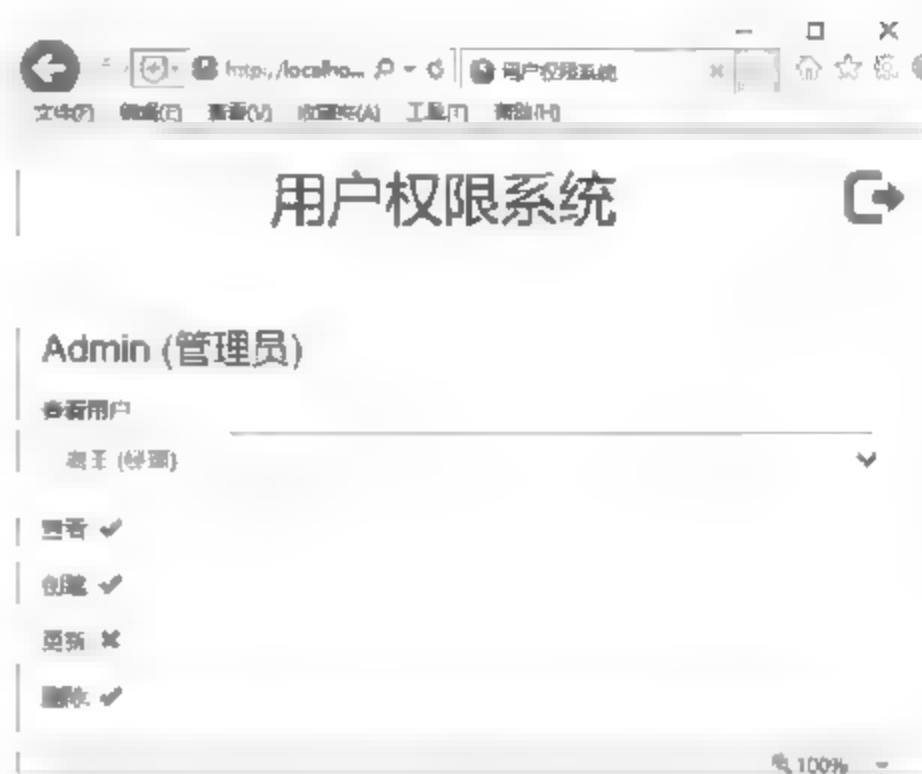 http://localho...
用户权限系统
文件(F) 编辑(E) 查看(V) 收藏夹(A) 工具(T) 帮助(H)
用户权限系统
Admin (管理员)
查看用户
(经理)
查看
创建
更新
删除
100%